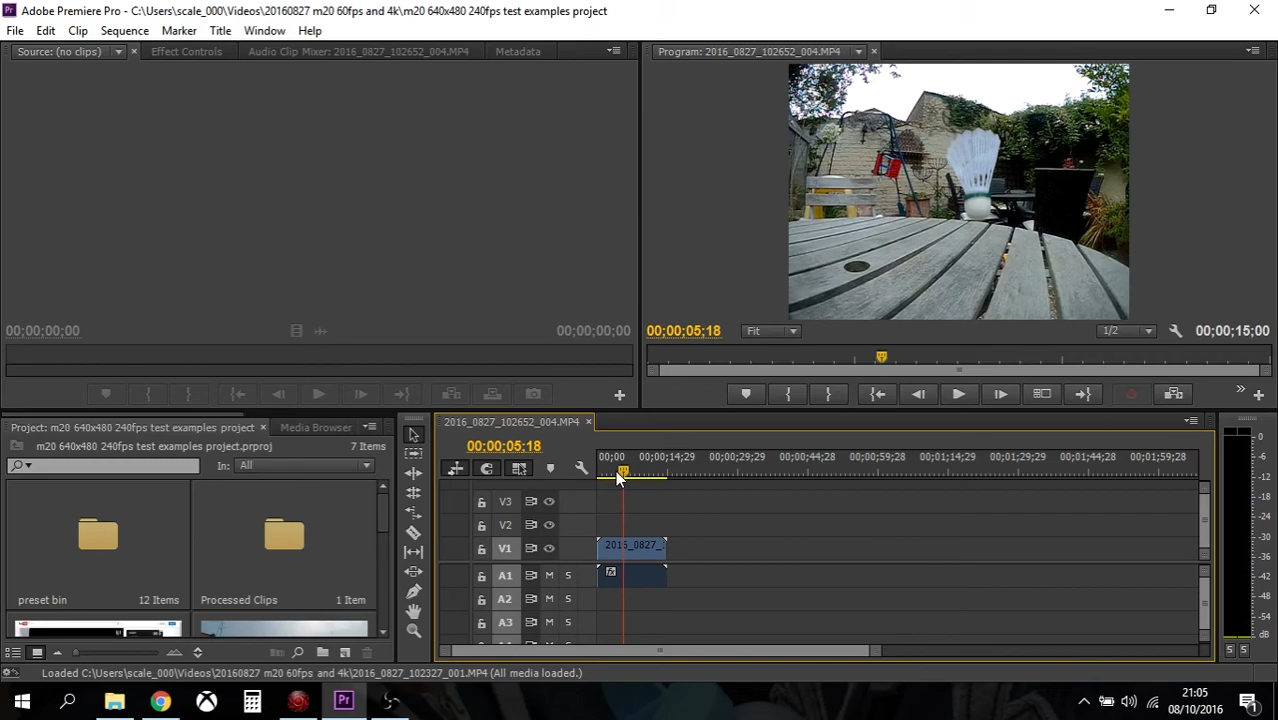 Adobe Premiere Pro - C:\Users\scale_000\Videos\20160827 m20 60fps and 4k\m20 640x480 240fps test examples project
File Edit Clip Sequence Marker Title Window Help
Source: (no clips) Effect Controls Audio Clip Mixer: 2016_0827_102652_004.MP4 Metadata
Program: 2016_0827_102652_004.MP4
00;00;00;00 00;00;00;00
00;00;05;18 Fit 1/2 00;00;15;00
Project: m20 640x480 240fps test examples project Media Browser
m20 640x480 240fps test examples project.prproj 7 Items
In: All
preset bin 12 Items
Processed Clips 1 Item
2016_0827_102652_004.MP4
00;00;05;18
00;00 00;00;14;29 00;00;29;29 00;00;44;28 00;00;59;28 00;01;14;29 00;01;29;29 00;01;44;28 00;01;59;28
V3
V2
V1 2016_0827_
A1 M S fx
A2 M S
A3 M S
0
-6
-12
-18
-24
-30
-36
-42
-48
-54
dB
S S
Loaded C:\Users\scale_000\Videos\20160827 m20 60fps and 4k\2016_0827_102327_001.MP4 (All media loaded.)
Pr
21:05
08/10/2016
1